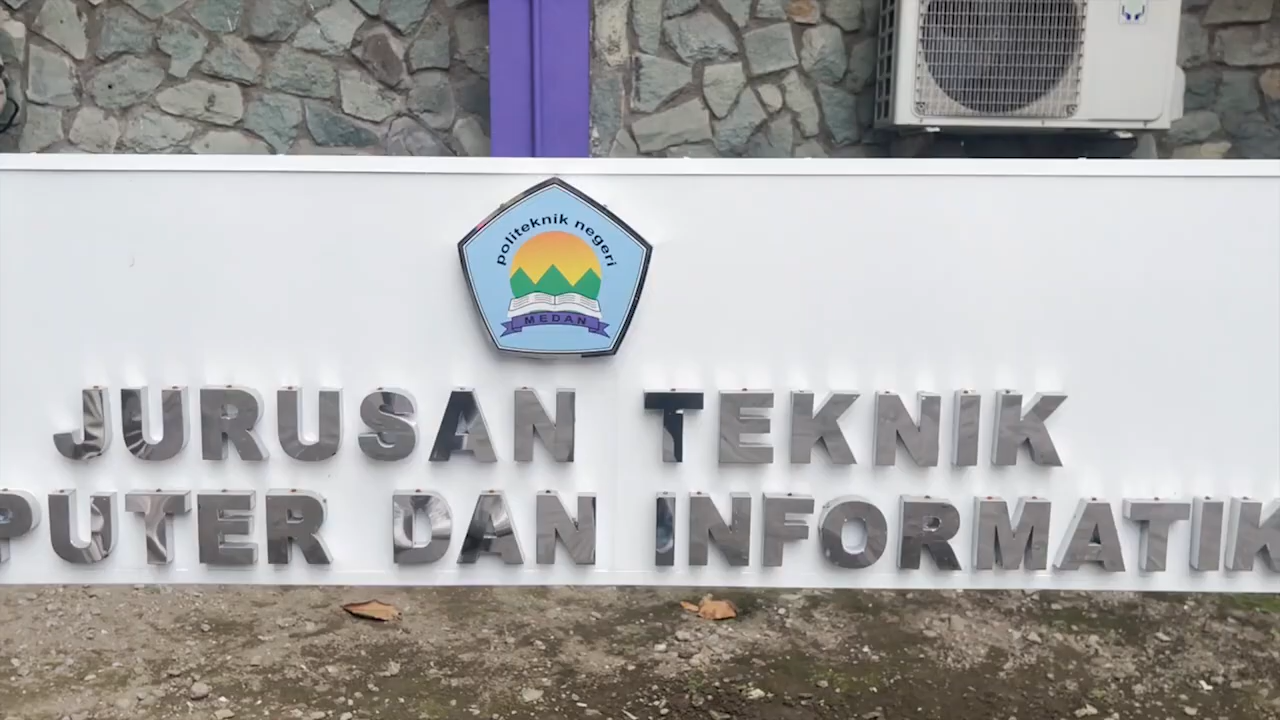 politeknik negeri
MEDAN
JURUSAN TEKNIK
PUTER DAN INFORMATIK